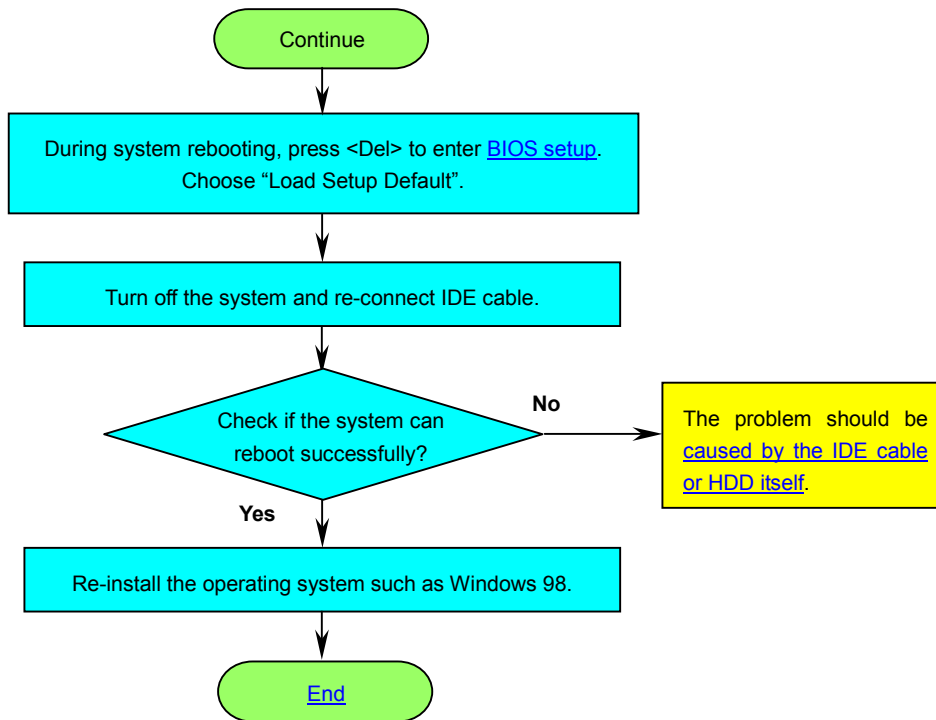 Continue
During system rebooting, press <Del> to enter BIOS setup.
Choose “Load Setup Default”.
Turn off the system and re-connect IDE cable.
Check if the system can
reboot successfully?
No
The problem should be
caused by the IDE cable
or HDD itself.
Yes
Re-install the operating system such as Windows 98.
End